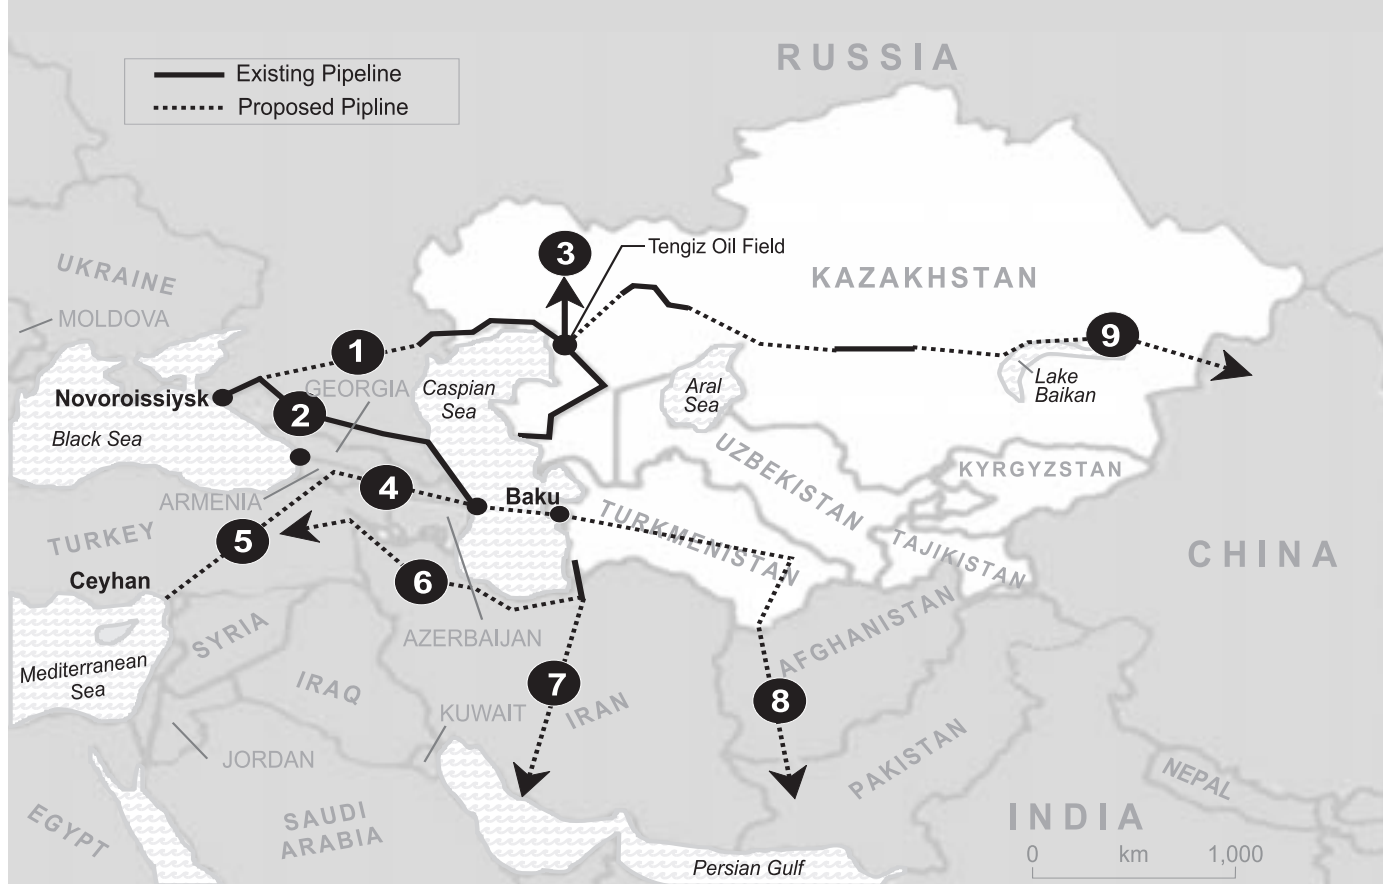 RUSSIA
Existing Pipeline
Proposed Pipline
3
Tengiz Oil Field
UKRAINE
KAZAKHSTAN
MOLDOVA
1
9
GEORGIA
Caspian
Sea
Aral
Sea
Lake
Baikan
Novoroissiysk
2
Black Sea
UZBEKISTAN
KYRGYZSTAN
4
ARMENIA
Baku
TURKMENISTAN
TURKEY
5
TAJIKISTAN
CHINA
Ceyhan
6
AFGHANISTAN
SYRIA
AZERBAIJAN
Mediterranean
Sea
IRAQ
7
IRAN
8
KUWAIT
JORDAN
PAKISTAN
NEPAL
EGYPT
SAUDI
ARABIA
INDIA
Persian Gulf
0 km 1,000